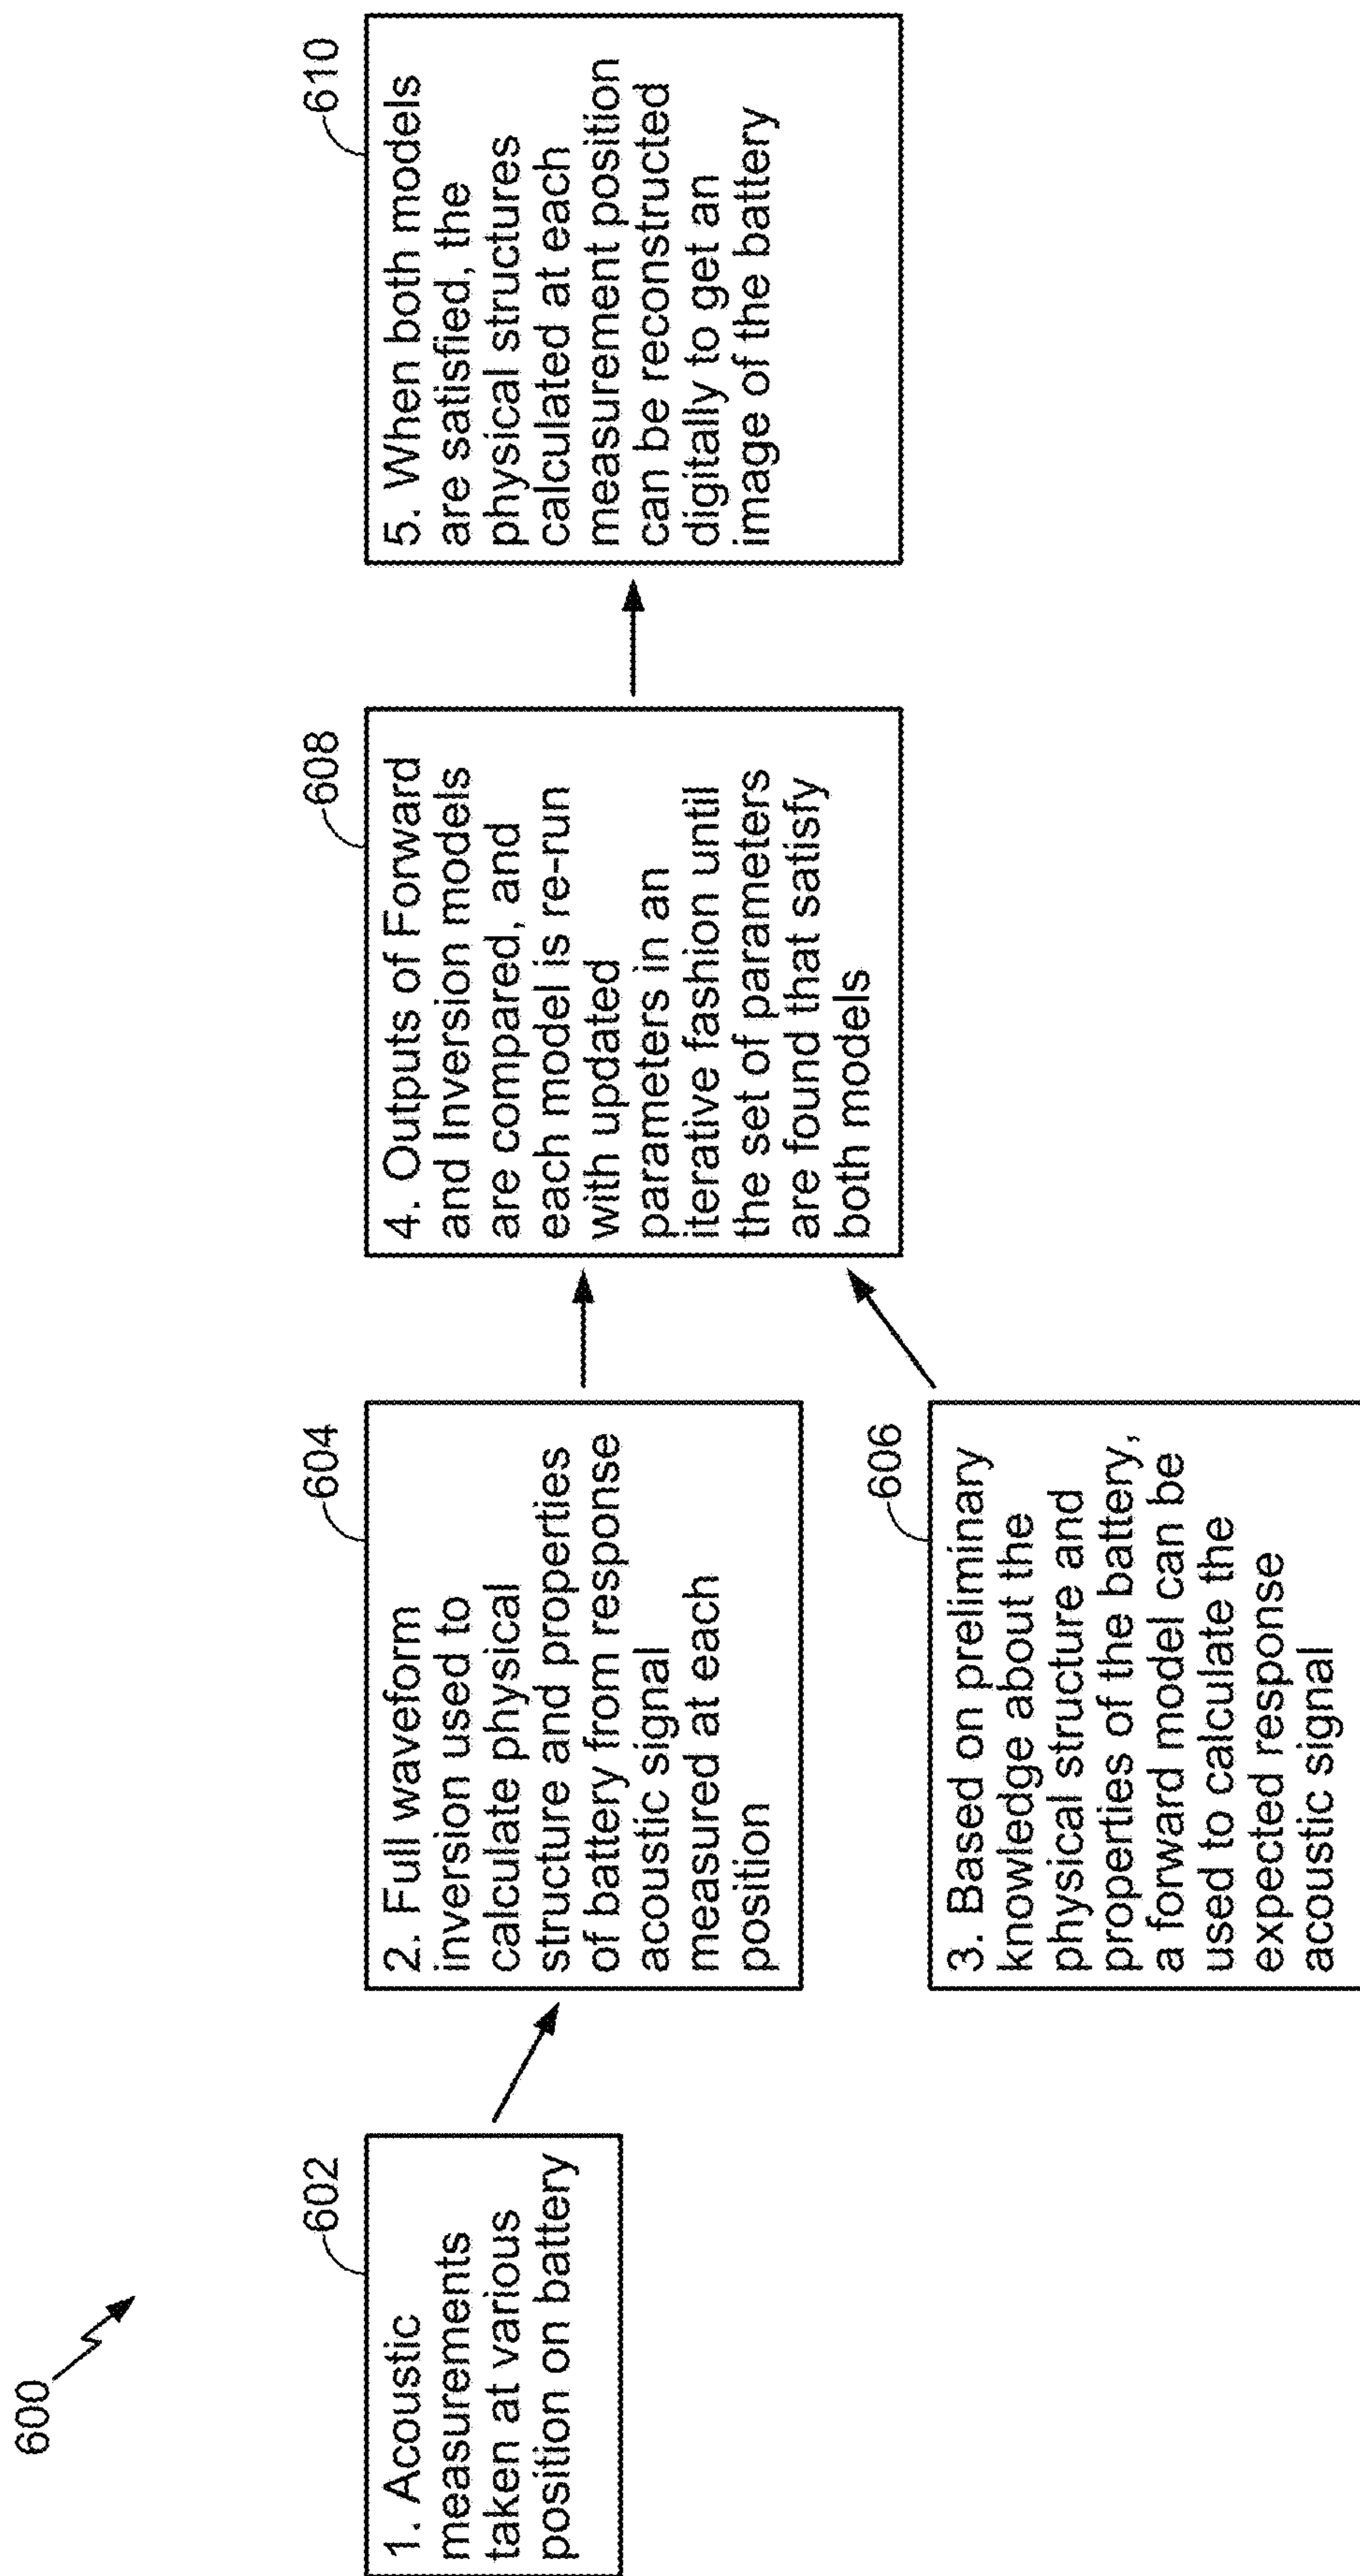 600
602
1. Acoustic
measurements
taken at various
position on battery
604
2. Full waveform
inversion used to
calculate physical
structure and properties
of battery from response
acoustic signal
measured at each
position
606
3. Based on preliminary
knowledge about the
physical structure and
properties of the battery,
a forward model can be
used to calculate the
expected response
acoustic signal
608
4. Outputs of Forward
and Inversion models
are compared, and
each model is re-run
with updated
parameters in an
iterative fashion until
the set of parameters
are found that satisfy
both models
610
5. When both models
are satisfied, the
physical structures
calculated at each
measurement position
can be reconstructed
digitally to get an
image of the battery